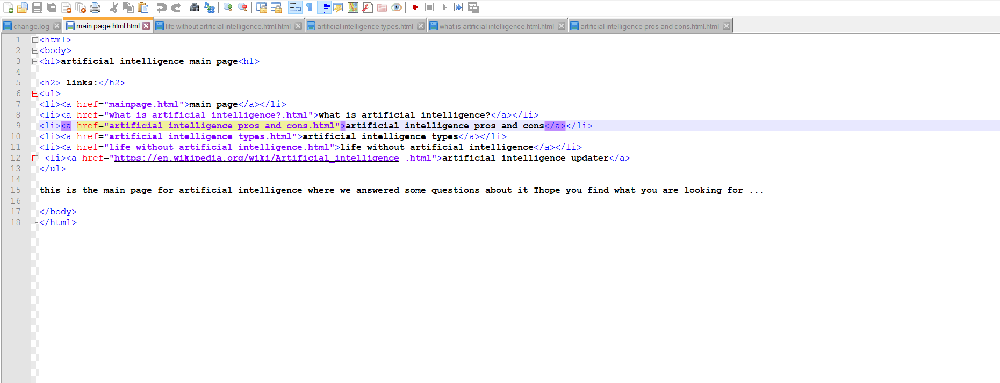 change.log
main page.html.html
life without artificial intelligence.html.html
artificial intelligence types.html
what is artificial intelligence.html.html
artificial intelligence pros and cons.html.html
1 <html>
2 <body>
3 <h1>artificial intelligence main page<h1>
4
5 <h2> links:</h2>
6 <ul>
7 <li><a href="mainpage.html">main page</a></li>
8 <li><a href="what is artificial intelligence?.html">what is artificial intelligence?</a></li>
9 <li><a href="artificial intelligence pros and cons.html">artificial intelligence pros and cons</a></li>
10 <li><a href="artificial intelligence types.html">artificial intelligence types</a></li>
11 <li><a href="life without artificial intelligence.html">life without artificial intelligence</a></li>
12 <li><a href="https://en.wikipedia.org/wiki/Artificial_intelligence .html">artificial intelligence updater</a>
13 </ul>
14
15 this is the main page for artificial intelligence where we answered some questions about it Ihope you find what you are looking for ...
16
17 </body>
18 </html>